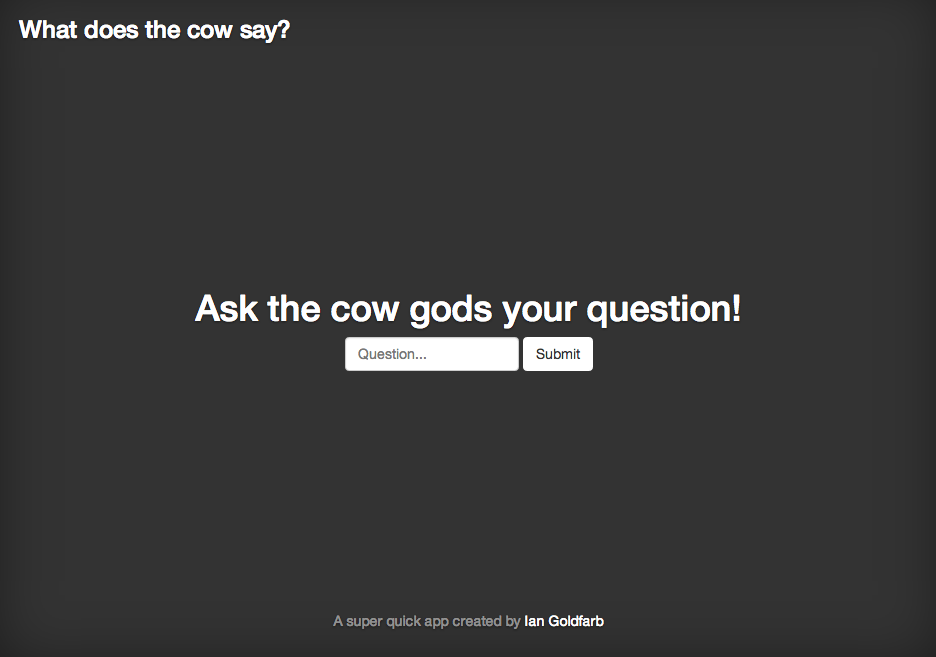 What does the cow say?
Ask the cow gods your question!
Question... Submit
A super quick app created by Ian Goldfarb